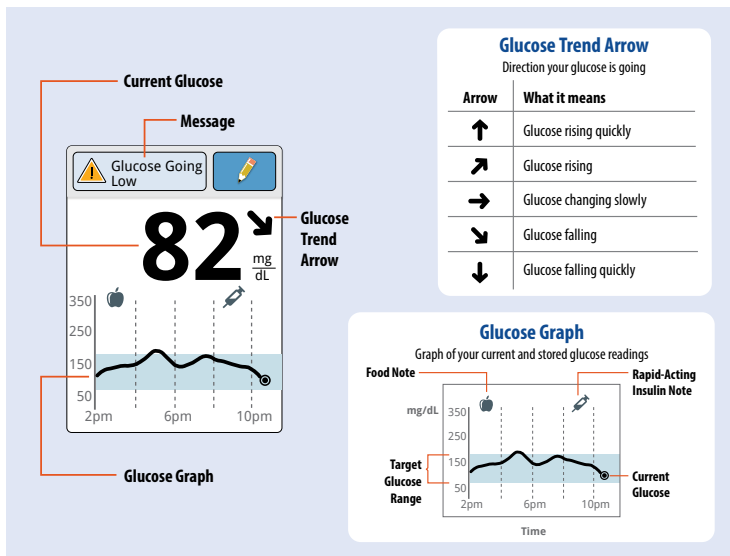 Current Glucose
Message
Glucose Going
Low
82
mg
dL
Glucose
Trend
Arrow
350
250
150
50
2pm 6pm 10pm
Glucose Graph
Glucose Trend Arrow
Direction your glucose is going
Arrow What it means
↑ Glucose rising quickly
↗ Glucose rising
→ Glucose changing slowly
↘ Glucose falling
↓ Glucose falling quickly
Glucose Graph
Graph of your current and stored glucose readings
Food Note
Rapid-Acting
Insulin Note
mg/dL
350
250
150
50
Target
Glucose
Range
Current
Glucose
2pm 6pm 10pm
Time